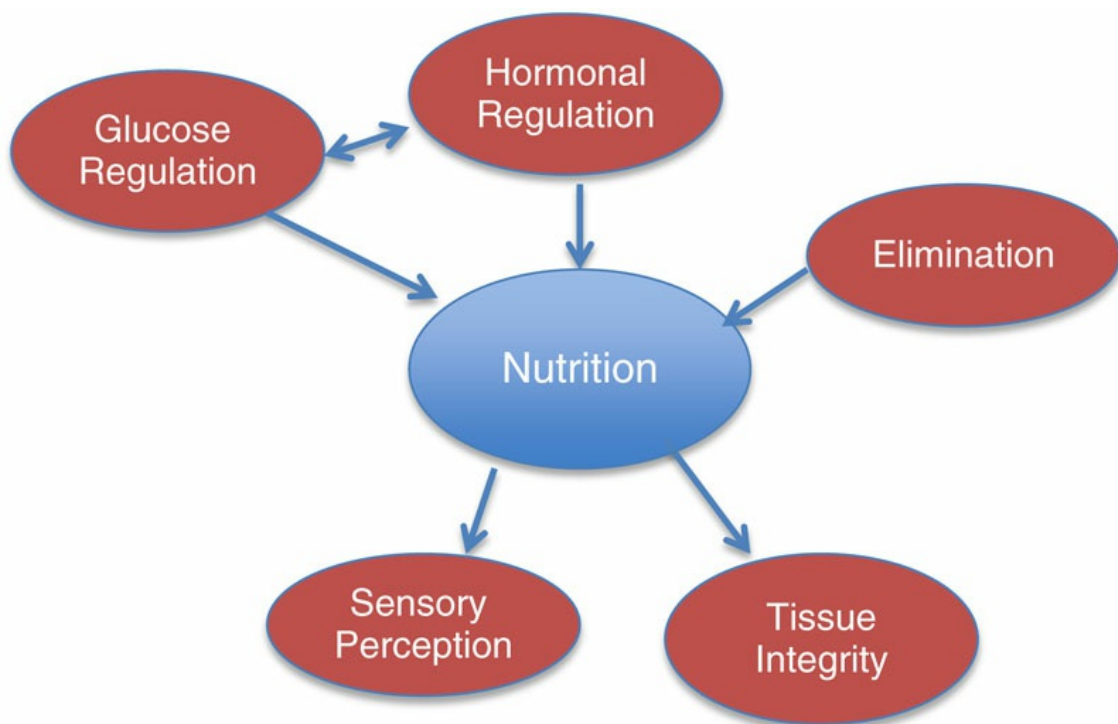 Hormonal
Regulation
Glucose
Regulation
Elimination
Nutrition
Sensory
Perception
Tissue
Integrity